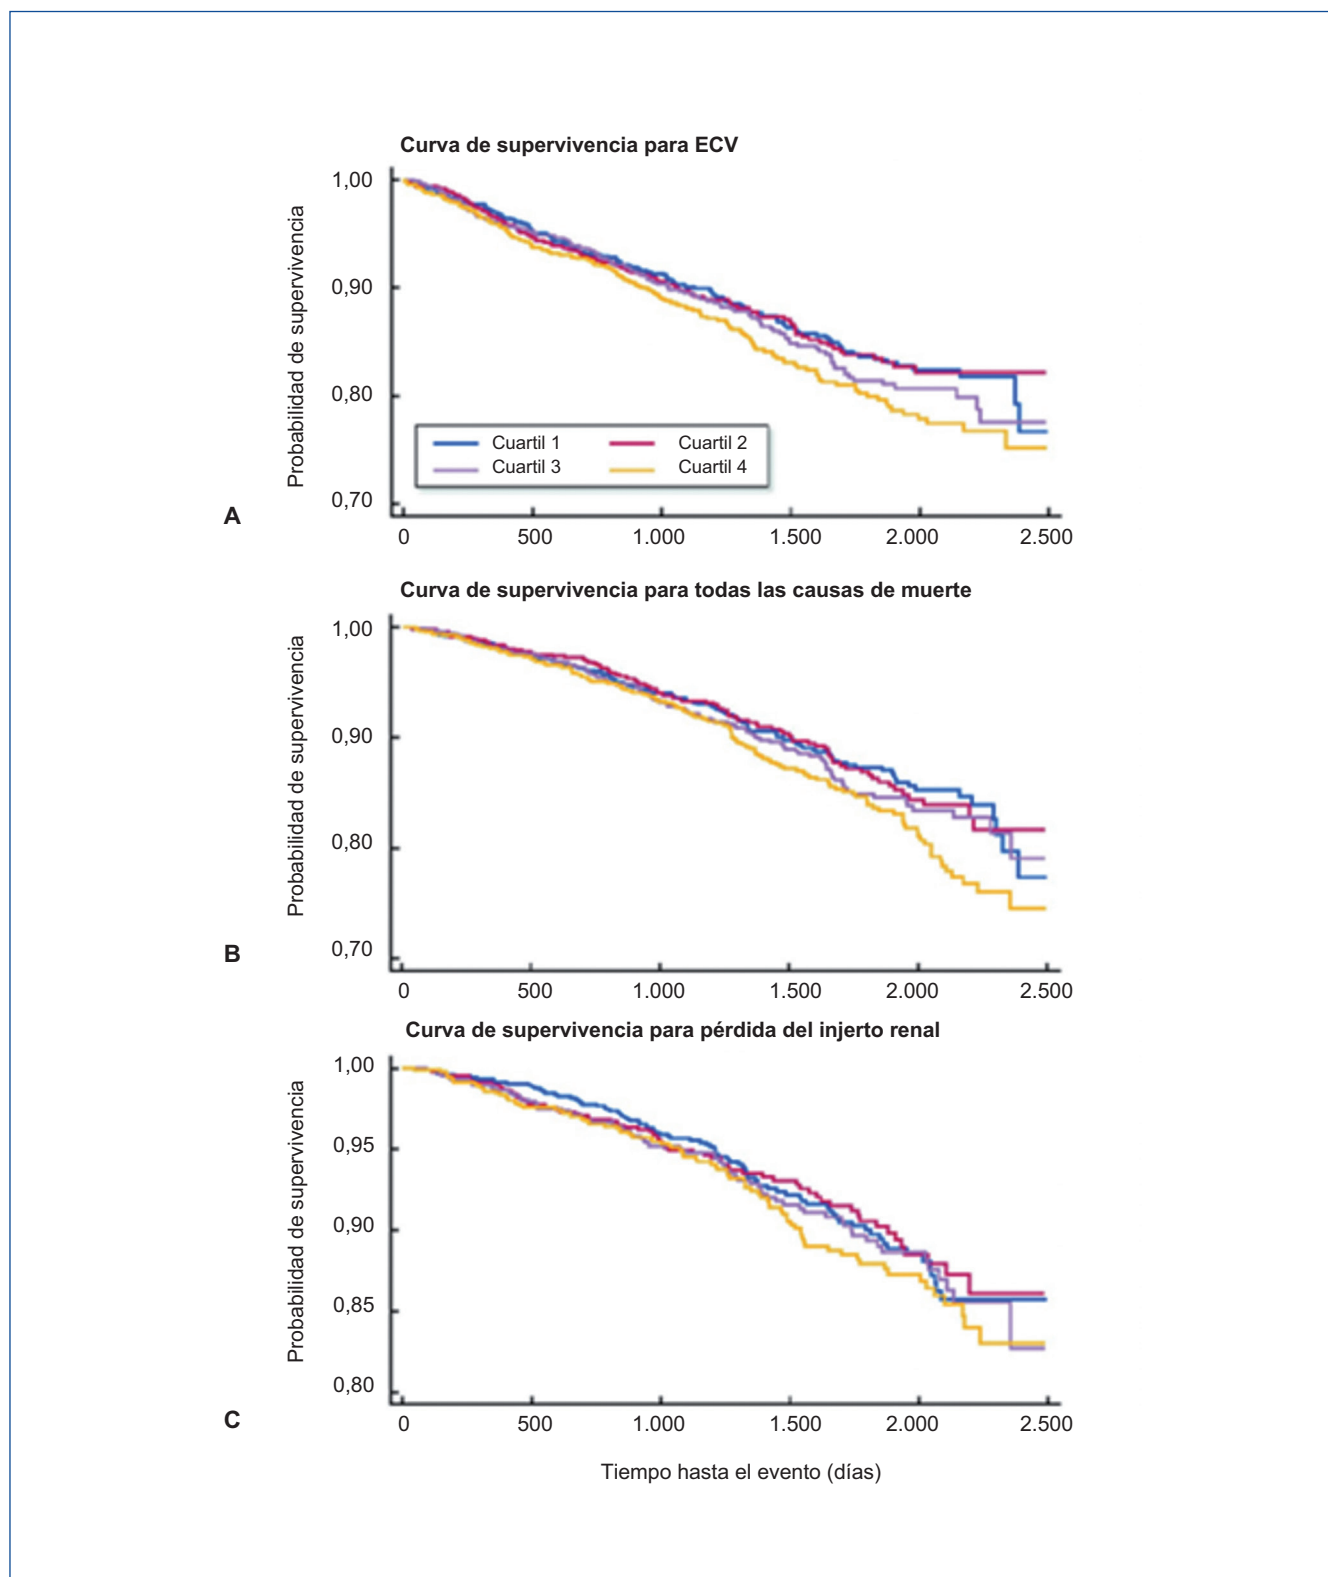 Curva de supervivencia para ECV
Probabilidad de supervivencia
1,00
0,90
0,80
0,70
Cuartil 1 Cuartil 2
Cuartil 3 Cuartil 4
A
0 500 1.000 1.500 2.000 2.500
Curva de supervivencia para todas las causas de muerte
Probabilidad de supervivencia
1,00
0,90
0,80
0,70
B
0 500 1.000 1.500 2.000 2.500
Curva de supervivencia para pérdida del injerto renal
Probabilidad de supervivencia
1,00
0,95
0,90
0,85
0,80
C
0 500 1.000 1.500 2.000 2.500
Tiempo hasta el evento (días)